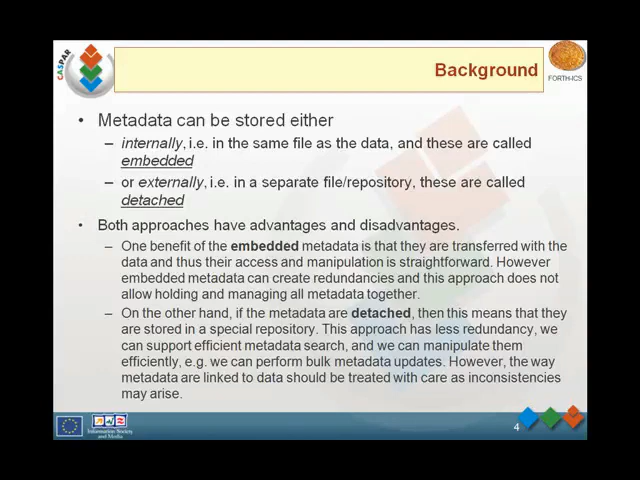 CASPAR
Background
FORTH-ICS
• Metadata can be stored either
– internally, i.e. in the same file as the data, and these are called
embedded
– or externally, i.e. in a separate file/repository, these are called
detached
• Both approaches have advantages and disadvantages.
– One benefit of the embedded metadata is that they are transferred with the
data and thus their access and manipulation is straightforward. However
embedded metadata can create redundancies and this approach does not
allow holding and managing all metadata together.
– On the other hand, if the metadata are detached, then this means that they
are stored in a special repository. This approach has less redundancy, we
can support efficient metadata search, and we can manipulate them
efficiently, e.g. we can perform bulk metadata updates. However, the way
metadata are linked to data should be treated with care as inconsistencies
may arise.
Information Society
and Media
4